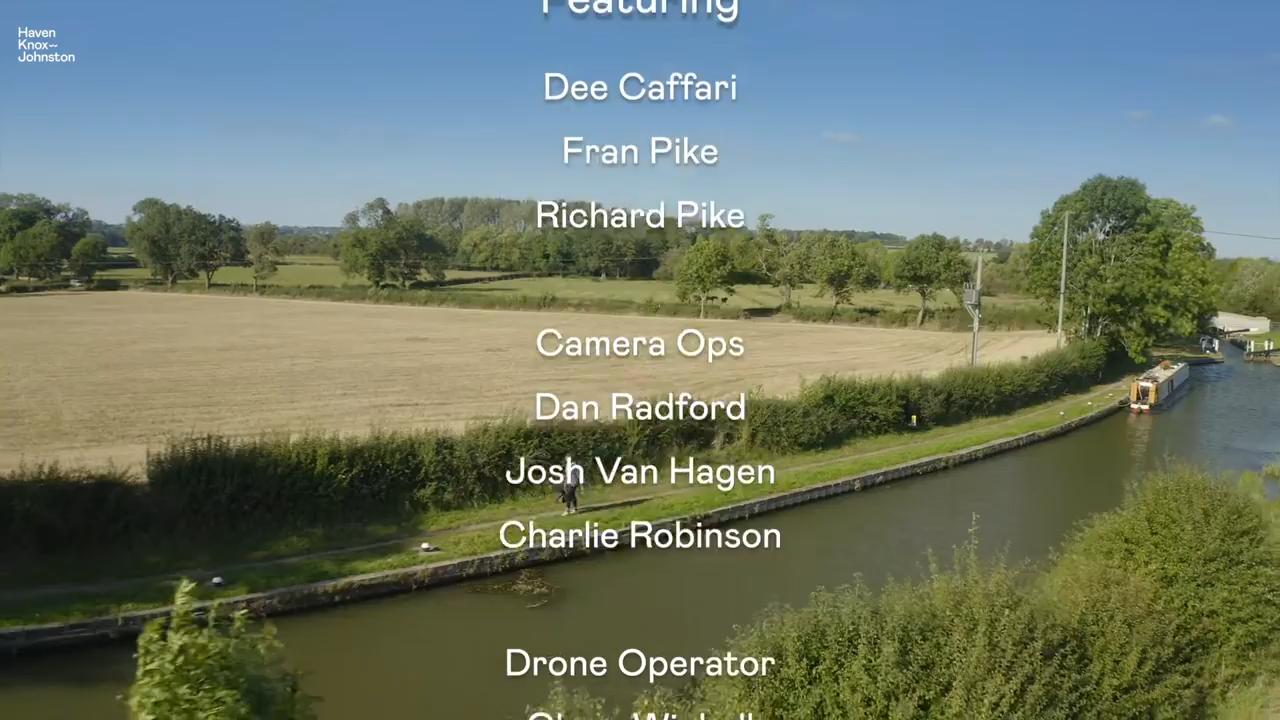 Haven
Knox~
Johnston
Featuring
Dee Caffari
Fran Pike
Richard Pike
Camera Ops
Dan Radford
Josh Van Hagen
Charlie Robinson
Drone Operator